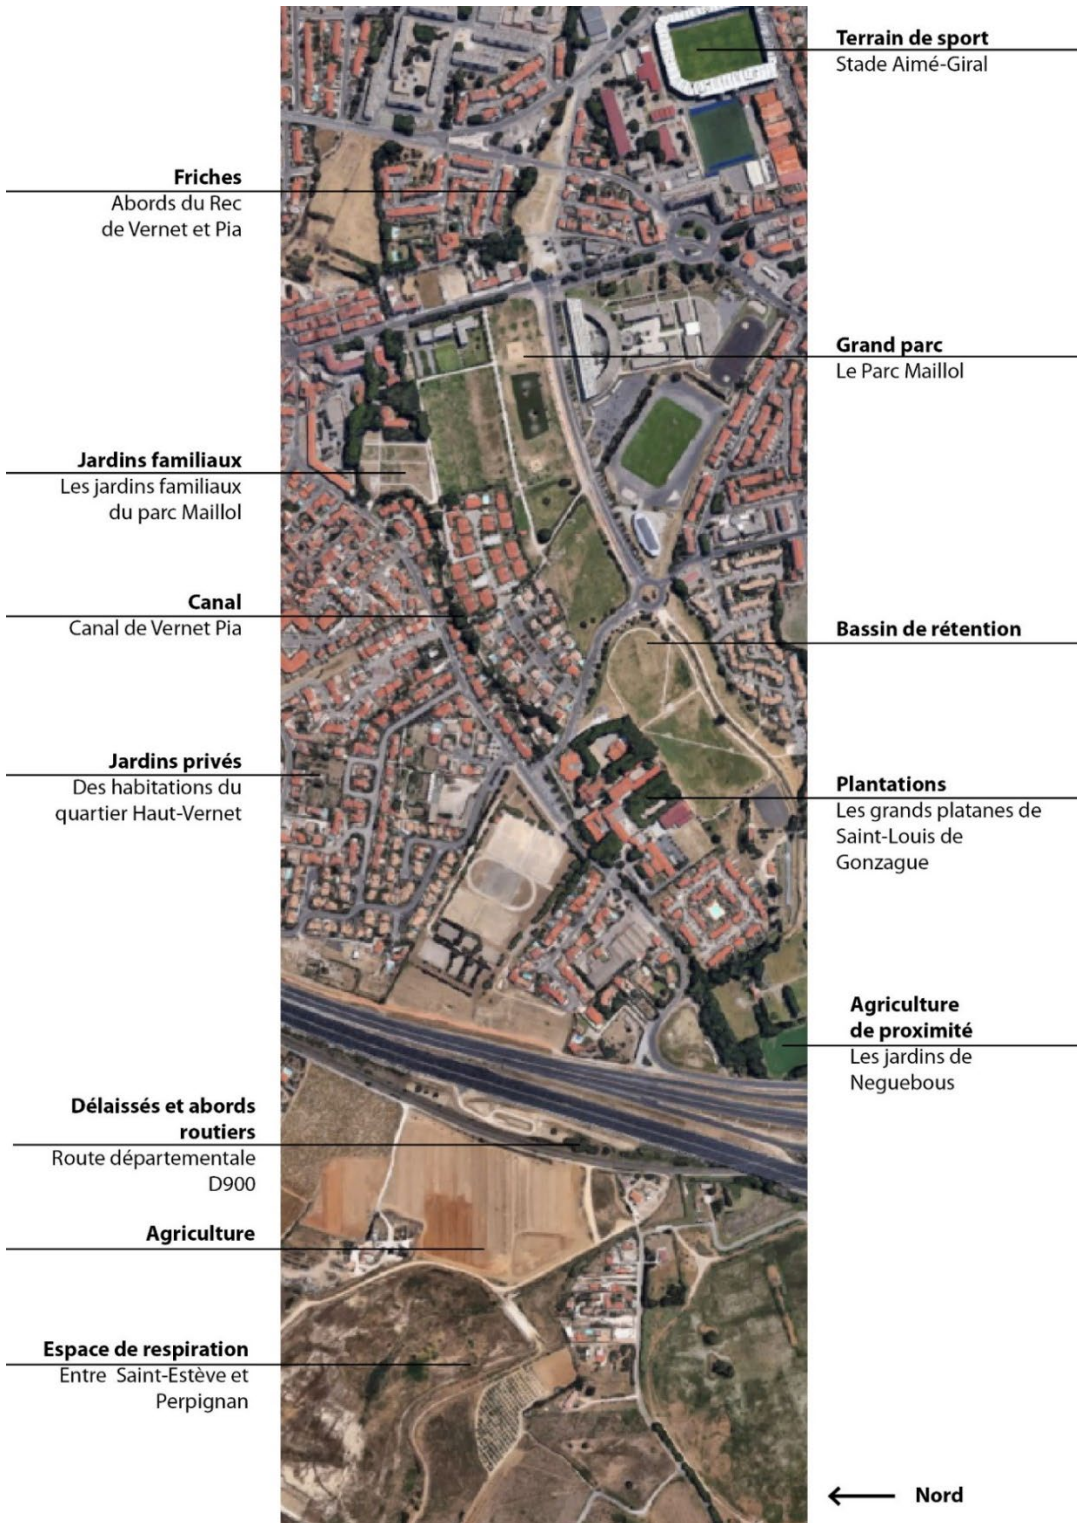 Terrain de sport
Stade Aimé-Giral
Friches
Abords du Rec
de Vernet et Pia
Grand parc
Le Parc Maillol
Jardins familiaux
Les jardins familiaux
du parc Maillol
Canal
Canal de Vernet Pia
Bassin de rétention
Jardins privés
Des habitations du
quartier Haut-Vernet
Plantations
Les grands platanes de
Saint-Louis de
Gonzague
Agriculture
de proximité
Les jardins de
Neguebous
Délaissés et abords
routiers
Route départementale
D900
Agriculture
Espace de respiration
Entre Saint-Estève et
Perpignan
Nord